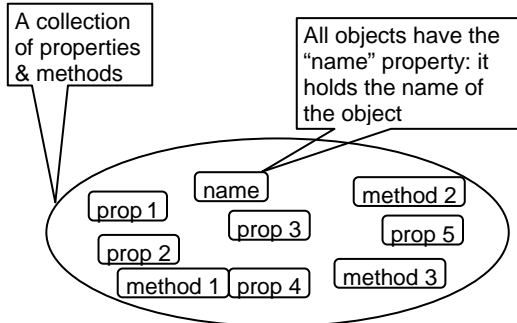 A collection
of properties
& methods
All objects have the
“name” property: it
holds the name of
the object
name
method 2
prop 1
prop 3
prop 5
prop 2
method 1
prop 4
method 3